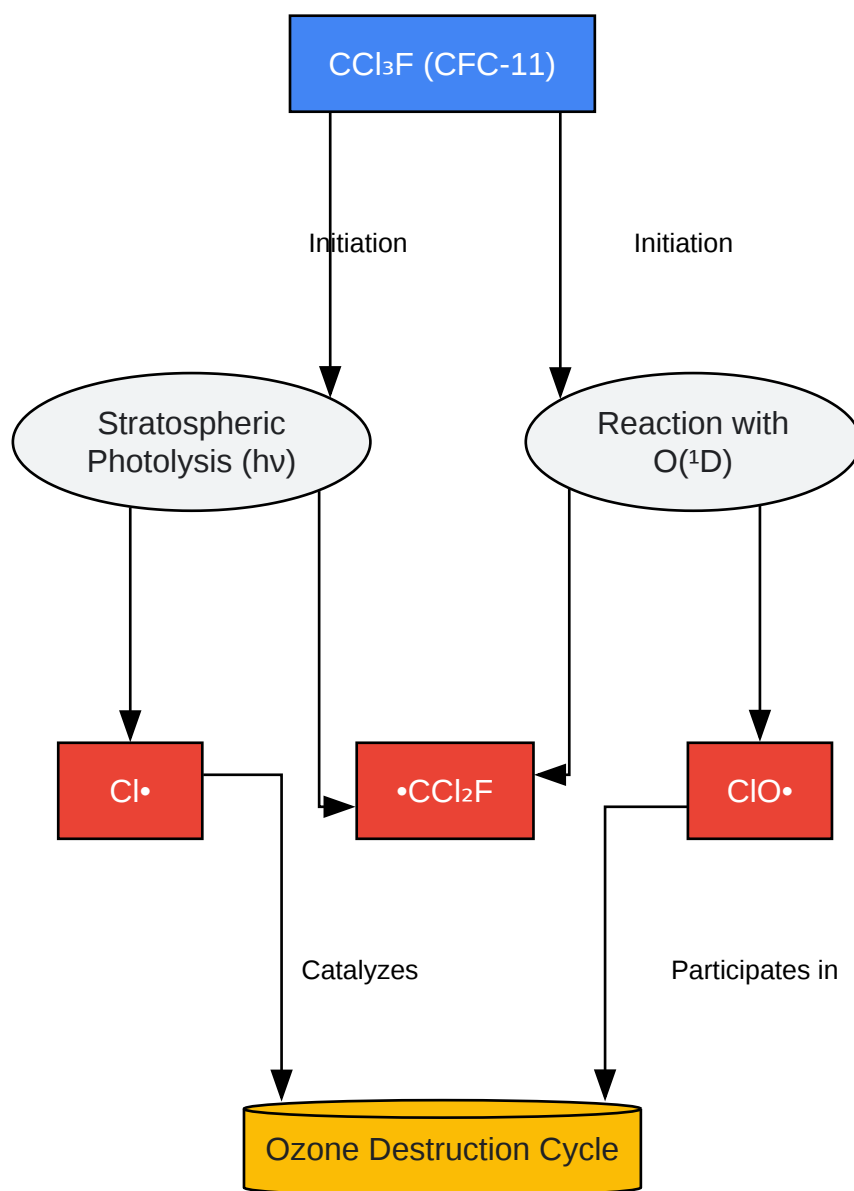 CCl₃F (CFC-11)
Initiation
Initiation
Stratospheric
Photolysis (hν)
Reaction with
O(¹D)
Cl•
•CCl₂F
ClO•
Catalyzes
Participates in
Ozone Destruction Cycle